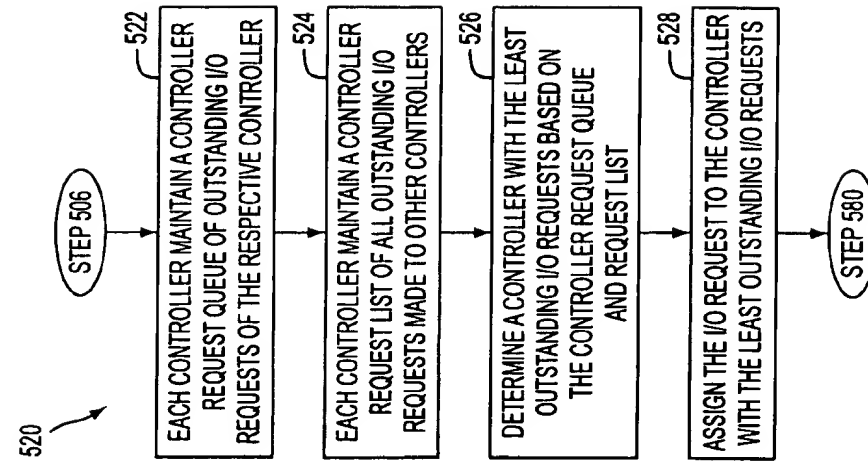 520
STEP 506
522
EACH CONTROLLER MAINTAIN A CONTROLLER
REQUEST QUEUE OF OUTSTANDING I/O
REQUESTS OF THE RESPECTIVE CONTROLLER
524
EACH CONTROLLER MAINTAIN A CONTROLLER
REQUEST LIST OF ALL OUTSTANDING I/O
REQUESTS MADE TO OTHER CONTROLLERS
526
DETERMINE A CONTROLLER WITH THE LEAST
OUTSTANDING I/O REQUESTS BASED ON
THE CONTROLLER REQUEST QUEUE
AND REQUEST LIST
528
ASSIGN THE I/O REQUEST TO THE CONTROLLER
WITH THE LEAST OUTSTANDING I/O REQUESTS
STEP 580